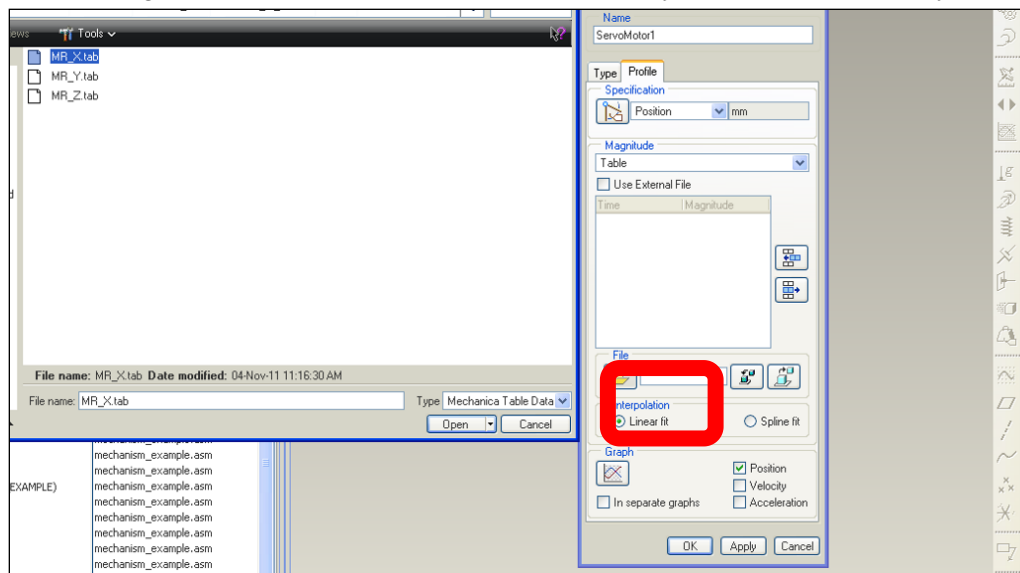 ews Tools
MR_X.tab
MR_Y.tab
MR_Z.tab
File name: MR_X.tab Date modified: 04-Nov-11 11:16:30 AM
File name: MR_X.tab Type Mechanica Table Data
Open Cancel
mechanism_example.asm
EXAMPLE) mechanism_example.asm
mechanism_example.asm
mechanism_example.asm
mechanism_example.asm
mechanism_example.asm
mechanism_example.asm
Name
ServoMotor1
Type Profile
Specification
Position mm
Magnitude
Table
Use External File
Time Magnitude
File
Interpolation
Linear fit Spline fit
Graph
Position
Velocity
In separate graphs Acceleration
OK Apply Cancel